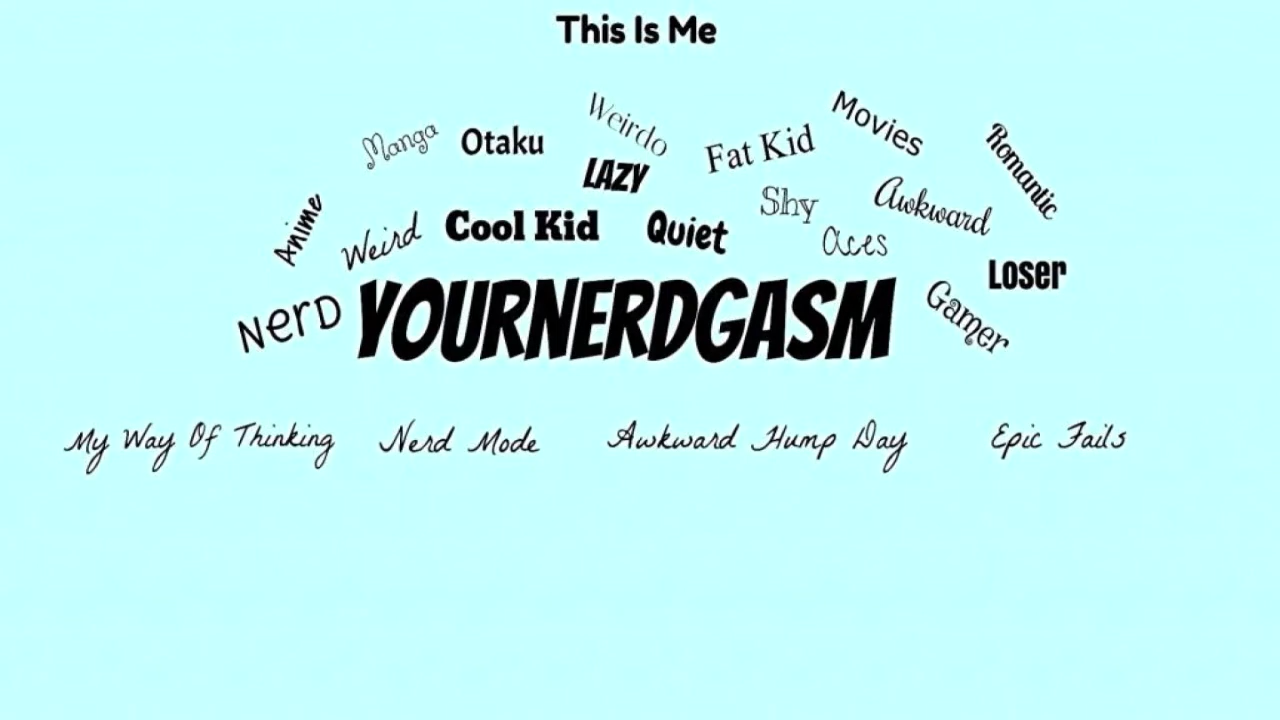 This Is Me
Manga Otaku Weirdo Fat Kid Movies Romantic
LAZY
Anime Weird Cool Kid Quiet Shy Awkward
aces
Loser
Nerd YOURNERDGASM Gamer
My Way Of Thinking Nerd Mode Awkward Hump Day Epic Fails